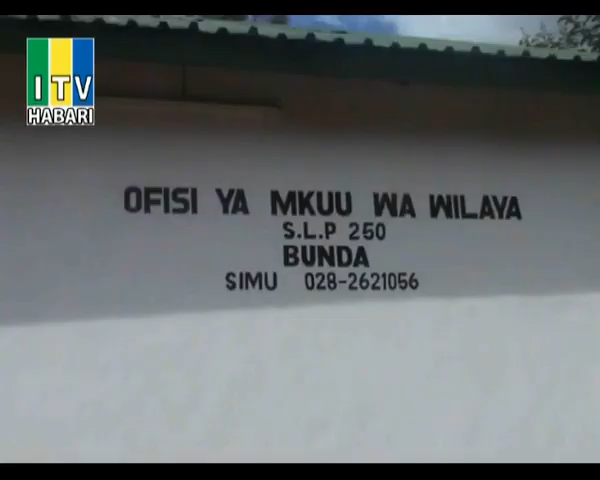 ITV
HABARI
OFISI YA MKUU WA WILAYA
S.L.P 250
BUNDA
SIMU 028-2621056